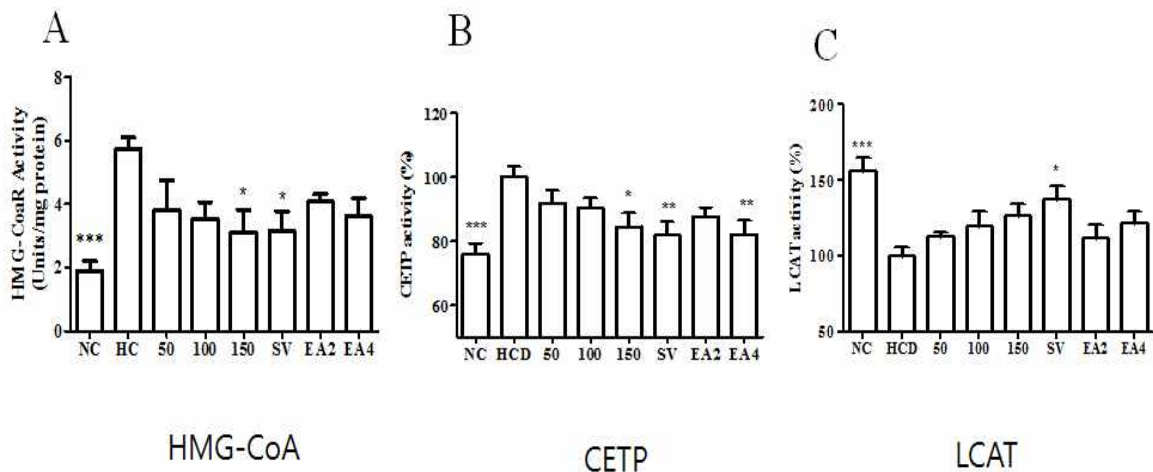 A
HMG-CoaR Activity
(Units/mg protein)
8
6
4
2
0
***
*
*
NC HC 50 100 150 SV EA2 EA4
HMG-CoA
B
CETP activity (%)
120
100
80
60
***
*
**
**
NC HCD 50 100 150 SV EA2 EA4
CETP
C
LCAT activity (%)
200
150
100
50
***
*
NC HCD 50 100 150 SV EA2 EA4
LCAT